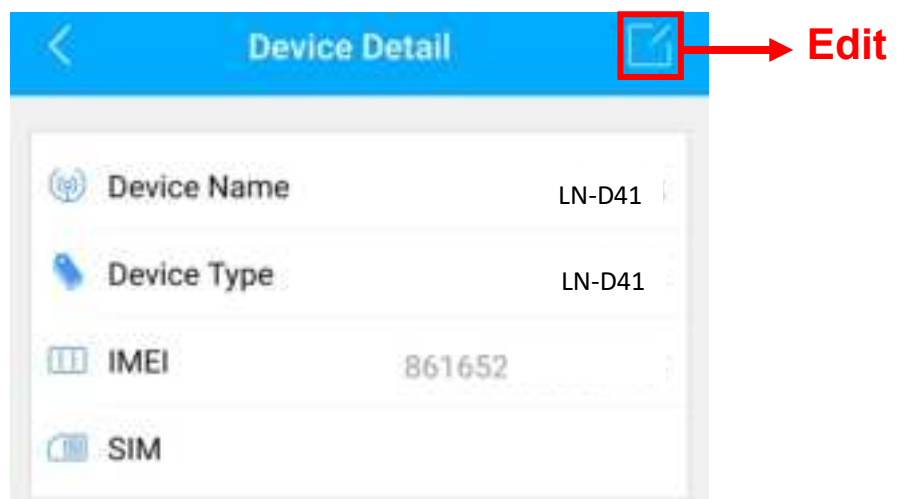 Device Detail
Edit
Device Name
LN-D41
Device Type
LN-D41
IMEI
861652
SIM